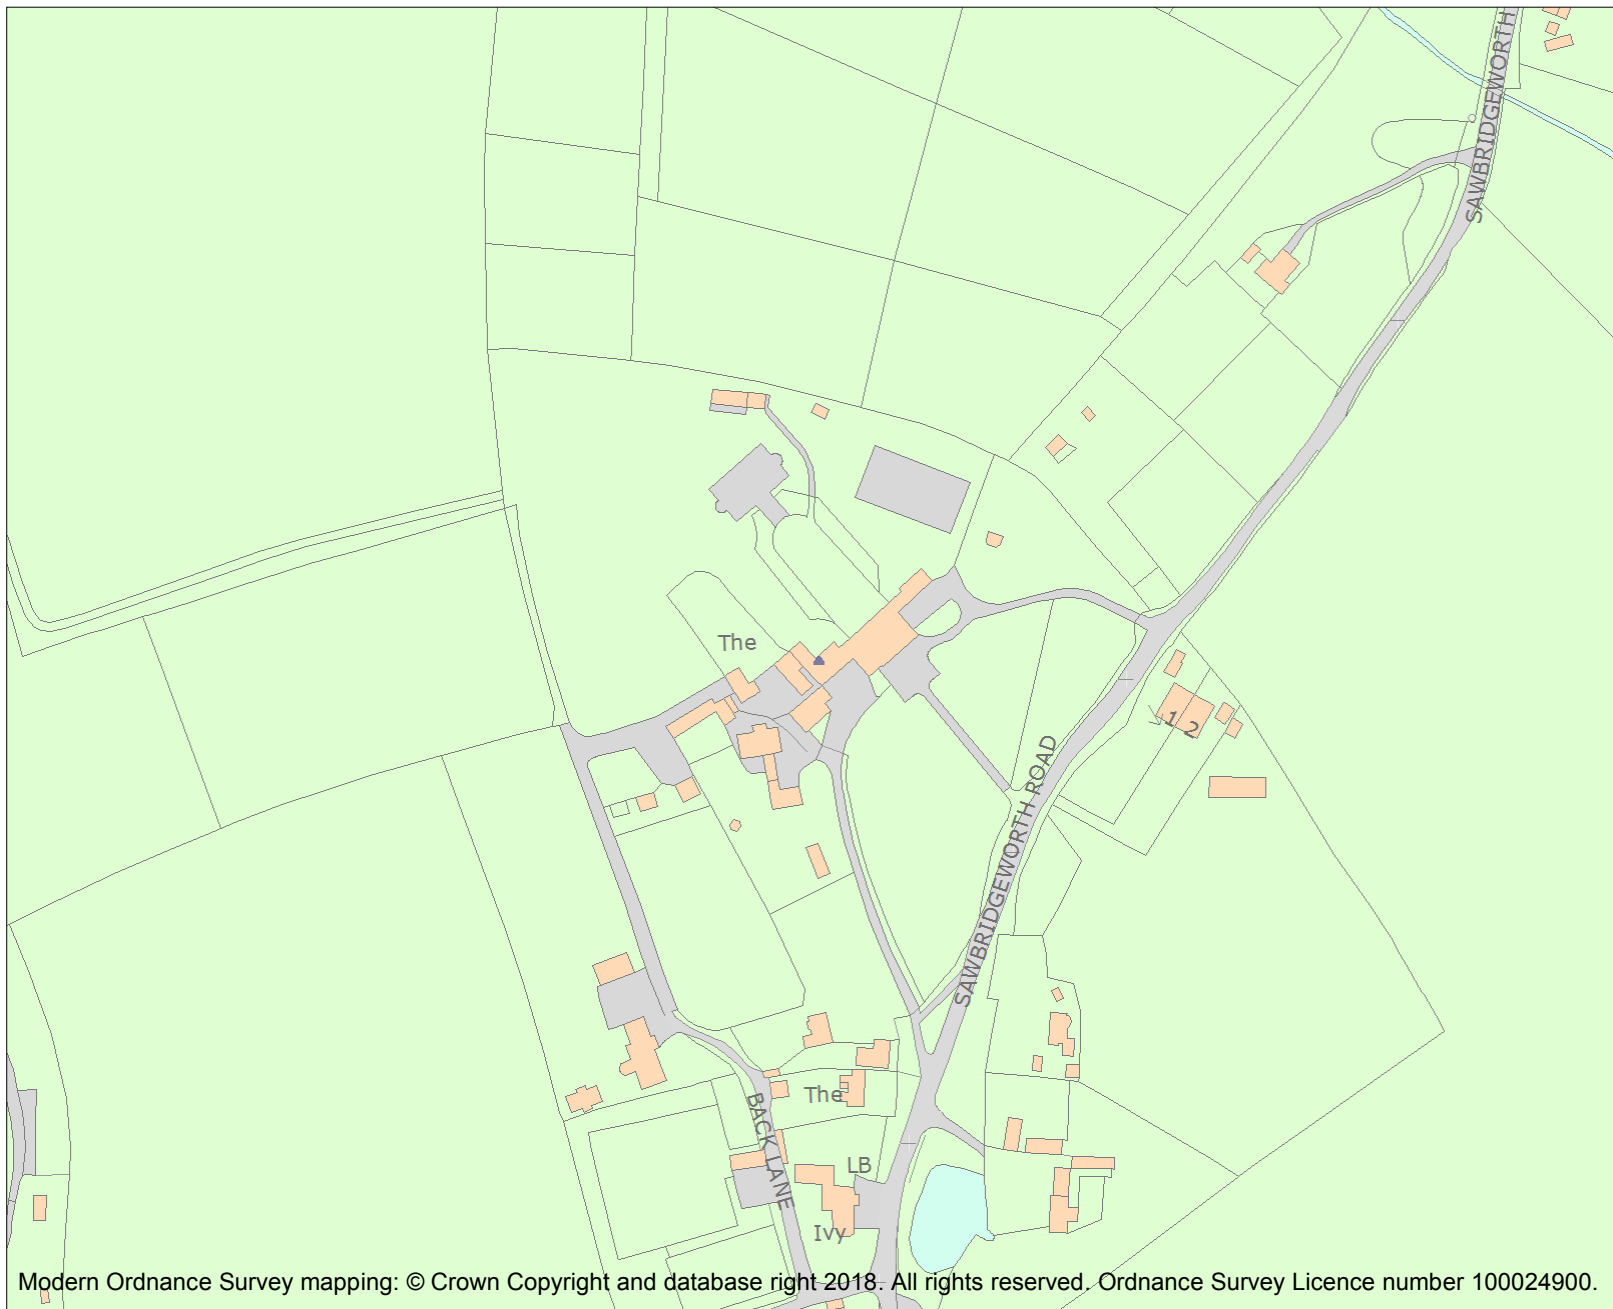 SAWBRIDGEWORTH
The
1 2
SAWBRIDGEWORTH ROAD
The
BACK LANE
LB
Ivy
Modern Ordnance Survey mapping: © Crown Copyright and database right 2018. All rights reserved. Ordnance Survey Licence number 100024900.